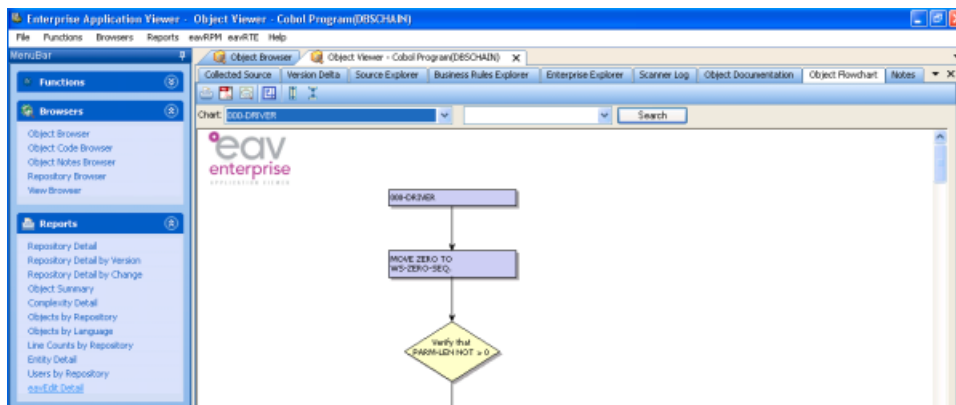 Enterprise Application Viewer - Object Viewer - Cobol Program(DBSCHAIN)
File Functions Browsers Reports eavRPM eavRTE Help
MenuBar
Object Browser Object Viewer - Cobol Program(DBSCHAIN) X
Collected Source Version Delta Source Explorer Business Rules Explorer Enterprise Explorer Scanner Log Object Documentation Object Flowchart Notes
Functions
Browsers
Object Browser
Object Code Browser
Object Notes Browser
Repository Browser
View Browser
Reports
Repository Detail
Repository Detail by Version
Repository Detail by Change
Object Summary
Complexity Detail
Objects by Repository
Objects by Language
Line Counts by Repository
Entity Detail
Users by Repository
eavEdit Detail
Chart: 000-DRIVER Search
eav
enterprise
APPLICATION VIEWER
000-DRIVER
MOVE ZERO TO
WS-ZERO-SEQ.
Verify that
PARM-LEN NOT > 0